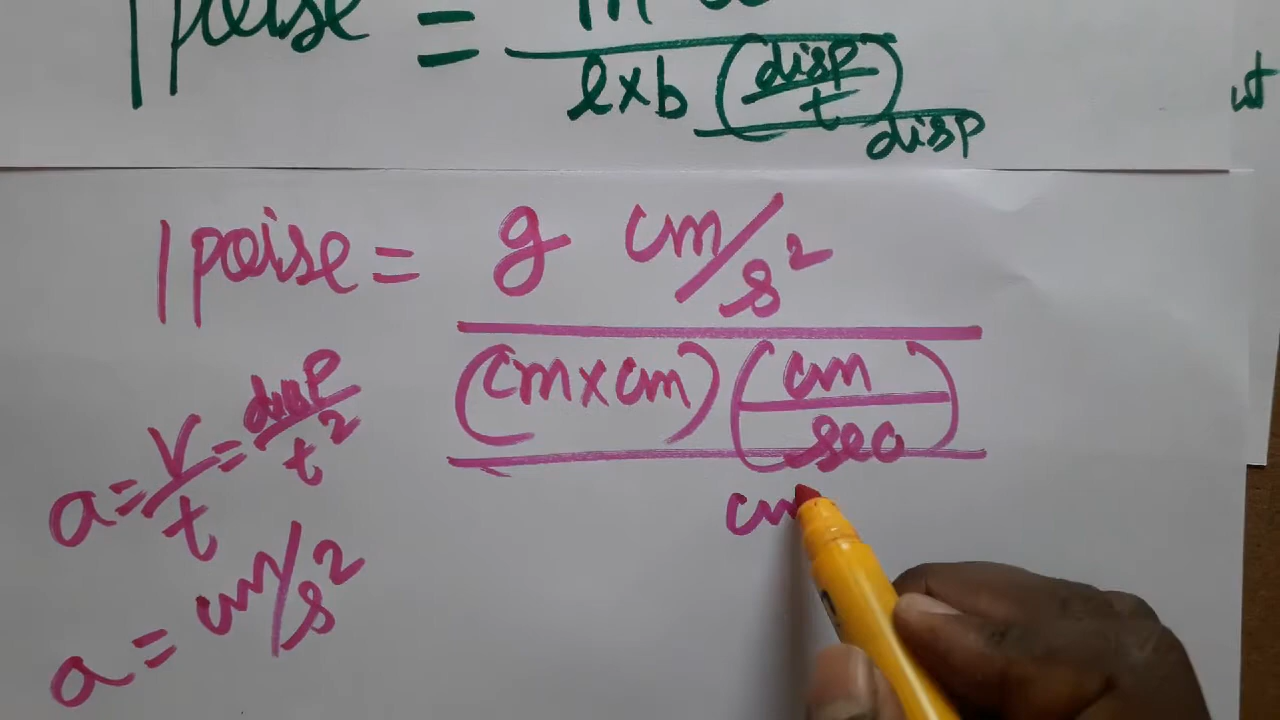 1 poise =
l×b (disp/t)
disp
1 poise = g cm/s²
(cm×cm) (cm/sec)
cm
a = v/t = disp/t²
a = cm/s²